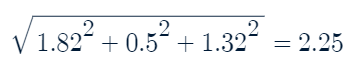 √1.82² + 0.5² + 1.32² = 2.25